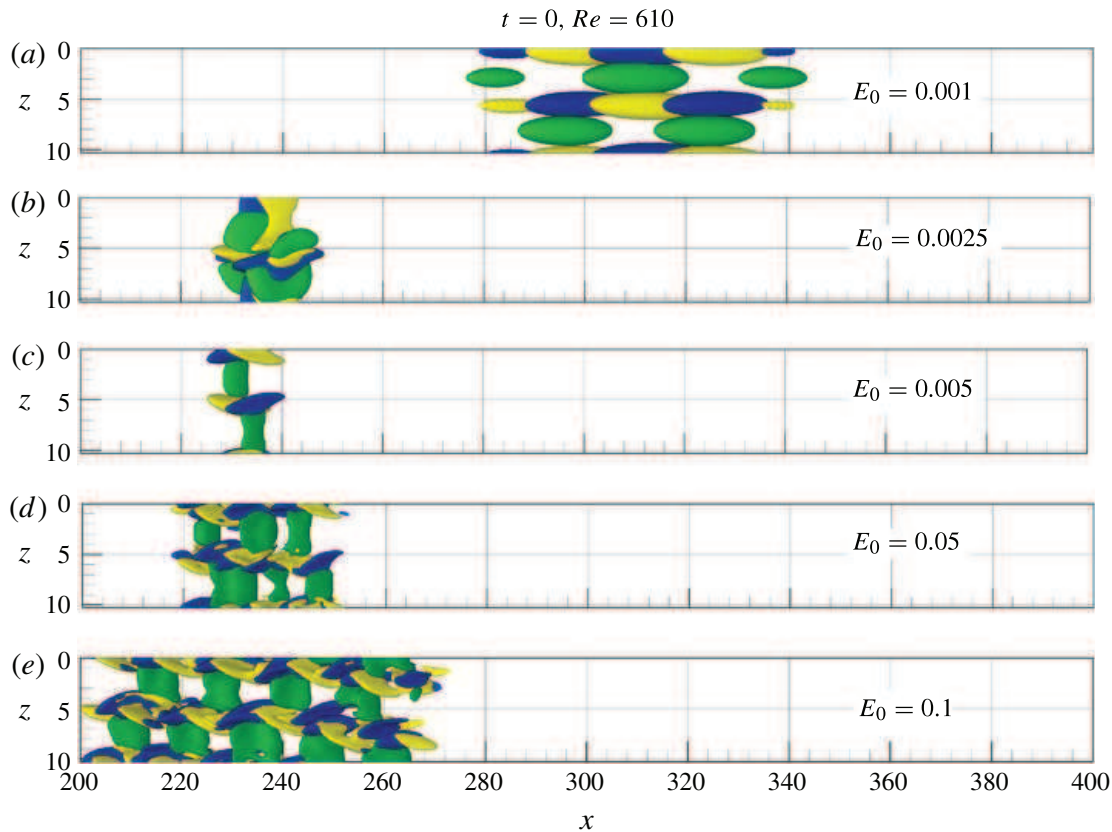 t = 0, Re = 610
(a) 0
z 5
10
E₀ = 0.001
(b) 0
z 5
10
E₀ = 0.0025
(c) 0
z 5
10
E₀ = 0.005
(d) 0
z 5
10
E₀ = 0.05
(e) 0
z 5
10
E₀ = 0.1
200 220 240 260 280 300 320 340 360 380 400
x